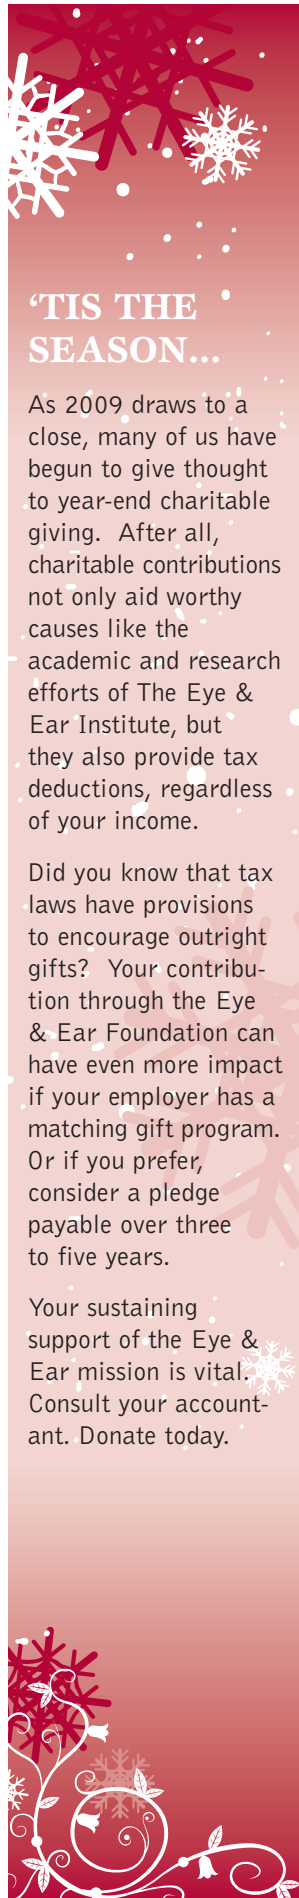 ‘TIS THE
SEASON...
As 2009 draws to a
close, many of us have
begun to give thought
to year-end charitable
giving.  After all,
charitable contributions
not only aid worthy
causes like the
academic and research
efforts of The Eye &
Ear Institute, but
they also provide tax
deductions, regardless
of your income.
Did you know that tax
laws have provisions
to encourage outright
gifts?  Your contribu-
tion through the Eye
& Ear Foundation can
have even more impact
if your employer has a
matching gift program.
Or if you prefer,
consider a pledge
payable over three
to five years.
Your sustaining
support of the Eye &
Ear mission is vital.
Consult your account-
ant. Donate today.